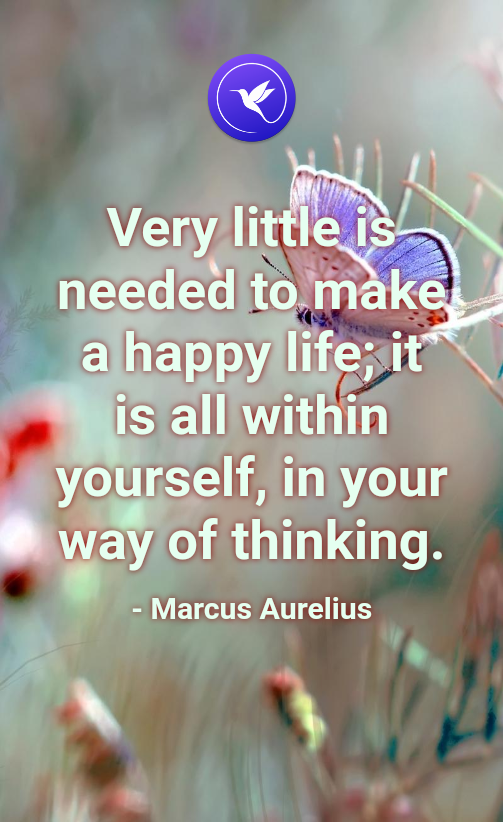 Very little is
needed to make
a happy life; it
is all within
yourself, in your
way of thinking.
- Marcus Aurelius